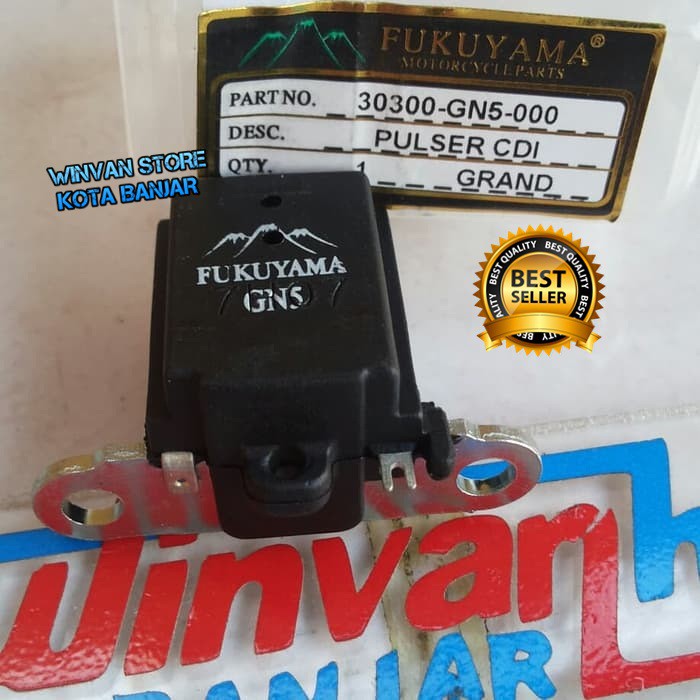 FUKUYAMA®
MOTORCYCLE PARTS
PART NO. 30300-GN5-000
DESC. PULSER CDI
QTY. 1 GRAND
WINVAN STORE
KOTA BANJAR
FUKUYAMA
GN5
BEST QUALITY
BEST QUALITY
BEST
SELLER
Winvan
BANJAR